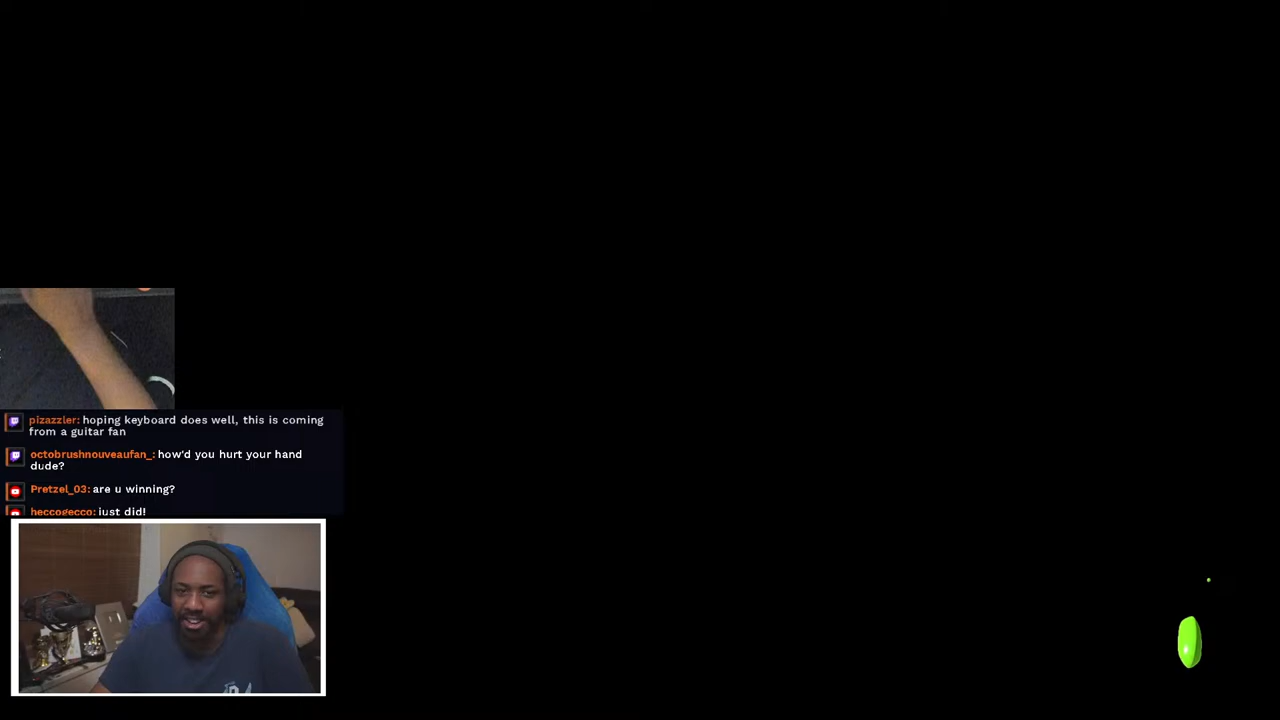 pizazzler: hoping keyboard does well, this is coming
from a guitar fan
octobrushnouveaufan_: how'd you hurt your hand
dude?
Pretzel_03: are u winning?
heccogecco: just did!